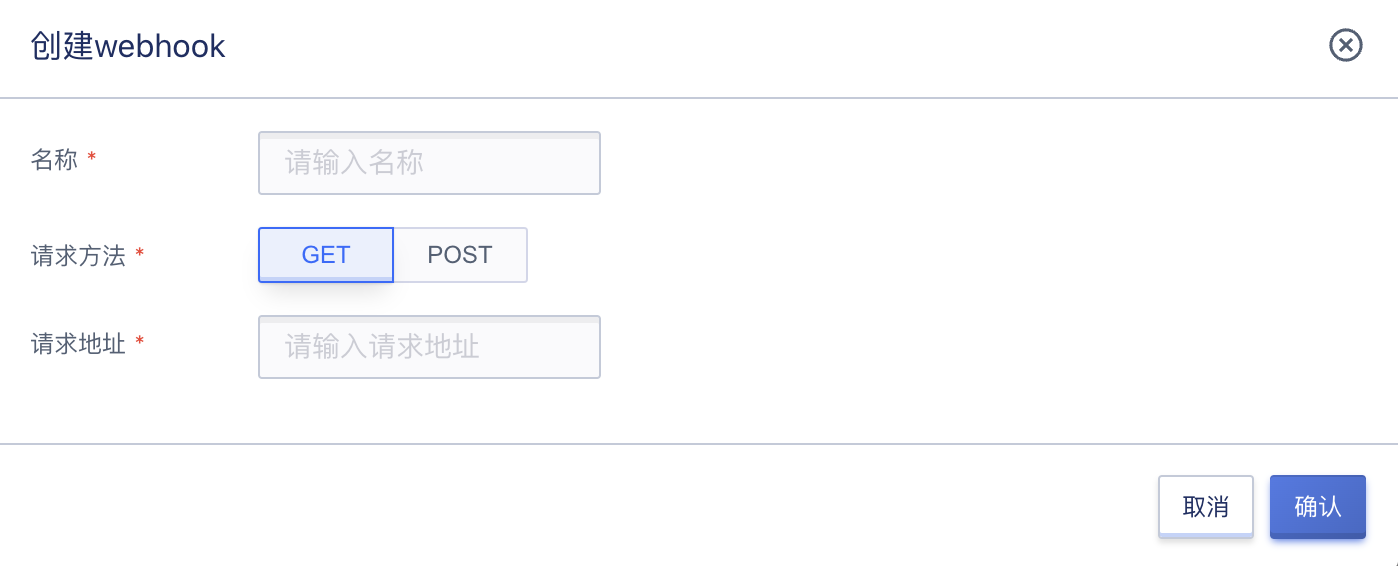 创建webhook
名称 *
请输入名称
请求方法 *
GET POST
请求地址 *
请输入请求地址
取消 确认